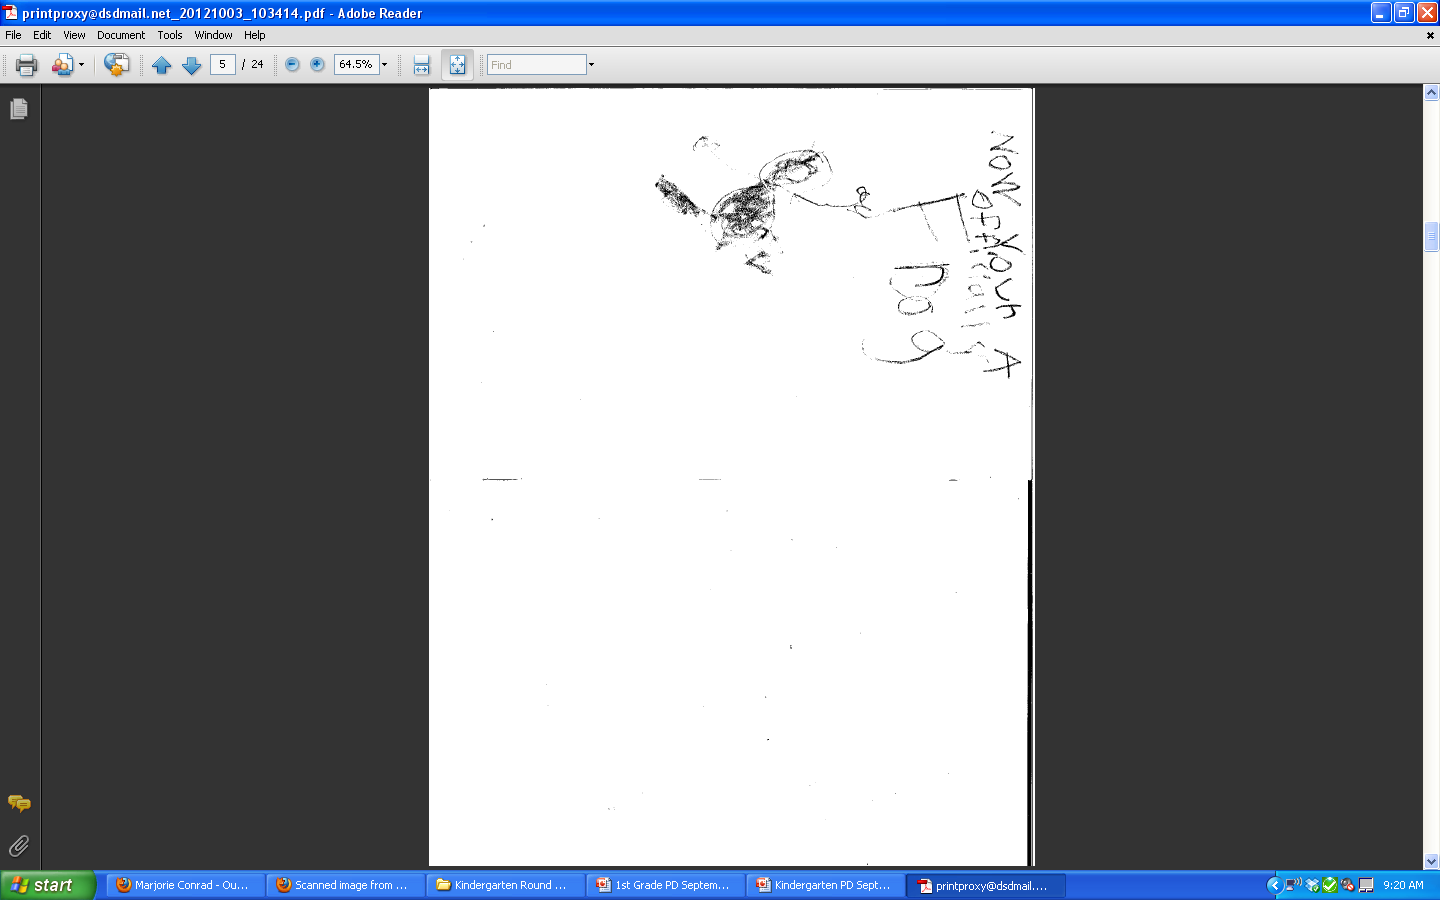 printproxy@dsdmail.net_20121003_103414.pdf - Adobe Reader
File Edit View Document Tools Window Help
5 / 24 64.5% Find
Now Your A
Offical
Dog
start Marjorie Conrad - Ou... Scanned image from ... Kindergarten Round ... 1st Grade PD Septem... Kindergarten PD Sept... printproxy@dsdmail.... 9:20 AM